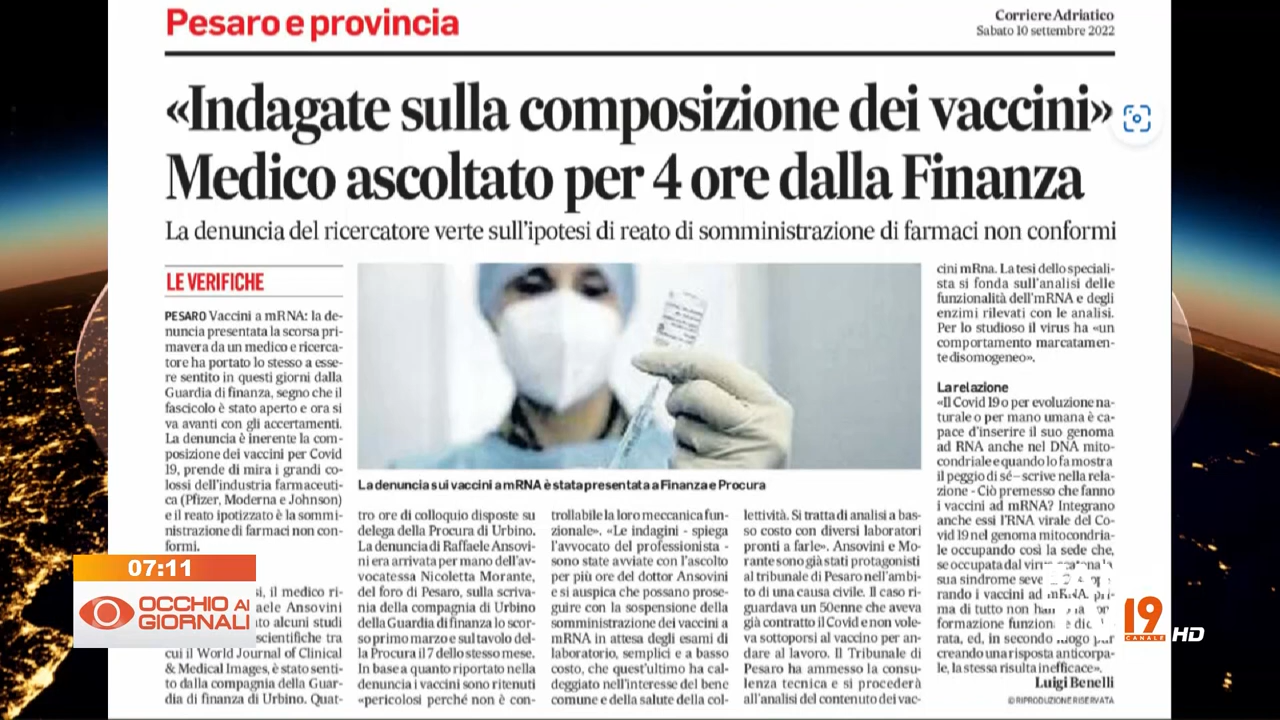 Pesaro e provincia
Corriere Adriatico
Sabato 10 settembre 2022
«Indagate sulla composizione dei vaccini»
Medico ascoltato per 4 ore dalla Finanza
La denuncia del ricercatore verte sull'ipotesi di reato di somministrazione di farmaci non conformi
LE VERIFICHE
PESARO Vaccini a mRNA: la de-
nuncia presentata la scorsa pri-
mavera da un medico e ricerca-
tore ha portato lo stesso a esse-
re sentito in questi giorni dalla
Guardia di finanza, segno che il
fascicolo è stato aperto e ora si
va avanti con gli accertamenti.
La denuncia è inerente la com-
posizione dei vaccini per Covid
19, prende di mira i grandi co-
lossi dell'industria farmaceuti-
ca (Pfizer, Moderna e Johnson)
e il reato ipotizzato è la sommi-
nistrazione di farmaci non con-
formi.
si, il medico ri-
aele Ansovini
to alcuni studi
scientifiche tra
cui il World Journal of Clinical
& Medical Images, è stato senti-
to dalla compagnia della Guar-
dia di finanza di Urbino. Quat-
La denuncia sui vaccini a mRNA è stata presentata a Finanza e Procura
tro ore di colloquio disposte su
delega della Procura di Urbino.
La denuncia di Raffaele Ansovi-
ni era arrivata per mano dell'av-
vocatessa Nicoletta Morante,
del foro di Pesaro, sulla scriva-
nia della compagnia di Urbino
della Guardia di finanza lo scor-
so primo marzo e sul tavolo del-
la Procura il 7 dello stesso mese.
In base a quanto riportato nella
denuncia i vaccini sono ritenuti
«pericolosi perché non è con-
trollabile la loro meccanica fun-
zionale». «Le indagini - spiega
l'avvocato del professionista -
sono state avviate con l'ascolto
per più ore del dottor Ansovini
e si auspica che possano prose-
guire con la sospensione della
somministrazione dei vaccini a
mRNA in attesa degli esami di
laboratorio, semplici e a basso
costo, che quest'ultimo ha cal-
deggiato nell'interesse del bene
comune e della salute della col-
lettività. Si tratta di analisi a bas-
so costo con diversi laboratori
pronti a farle». Ansovini e Mo-
rante sono già stati protagonisti
al tribunale di Pesaro nell'ambi-
to di una causa civile. Il caso ri-
guardava un 50enne che aveva
già contratto il Covid e non vole-
va sottoporsi al vaccino per an-
dare al lavoro. Il Tribunale di
Pesaro ha ammesso la consu-
lenza tecnica e si procederà
all'analisi del contenuto dei vac-
cini mRna. La tesi dello speciali-
sta si fonda sull'analisi delle
funzionalità dell'mRNA e degli
enzimi rilevati con le analisi.
Per lo studioso il virus ha «un
comportamento marcatamen-
te disomogeneo».
La relazione
«Il Covid 19 o per evoluzione na-
turale o per mano umana è ca-
pace d'inserire il suo genoma
ad RNA anche nel DNA mito-
condriale e quando lo fa mostra
il peggio di sé – scrive nella rela-
zione - Ciò premesso che fanno
i vaccini ad mRNA? Integrano
anche essi l'RNA virale del Co-
vid 19 nel genoma mitocondria-
le occupando così la sede che,
se occupata dal
sua sindrome
rando i vaccini ad mRNA
ma di tutto non
formazione
rata, ed, in secondo luogo
creando una risposta anticorpa-
le, la stessa risulta inefficace».
Luigi Benelli
© RIPRODUZIONE RISERVATA
07:11
OCCHIO AI
GIORNALI
19
CANALE
HD